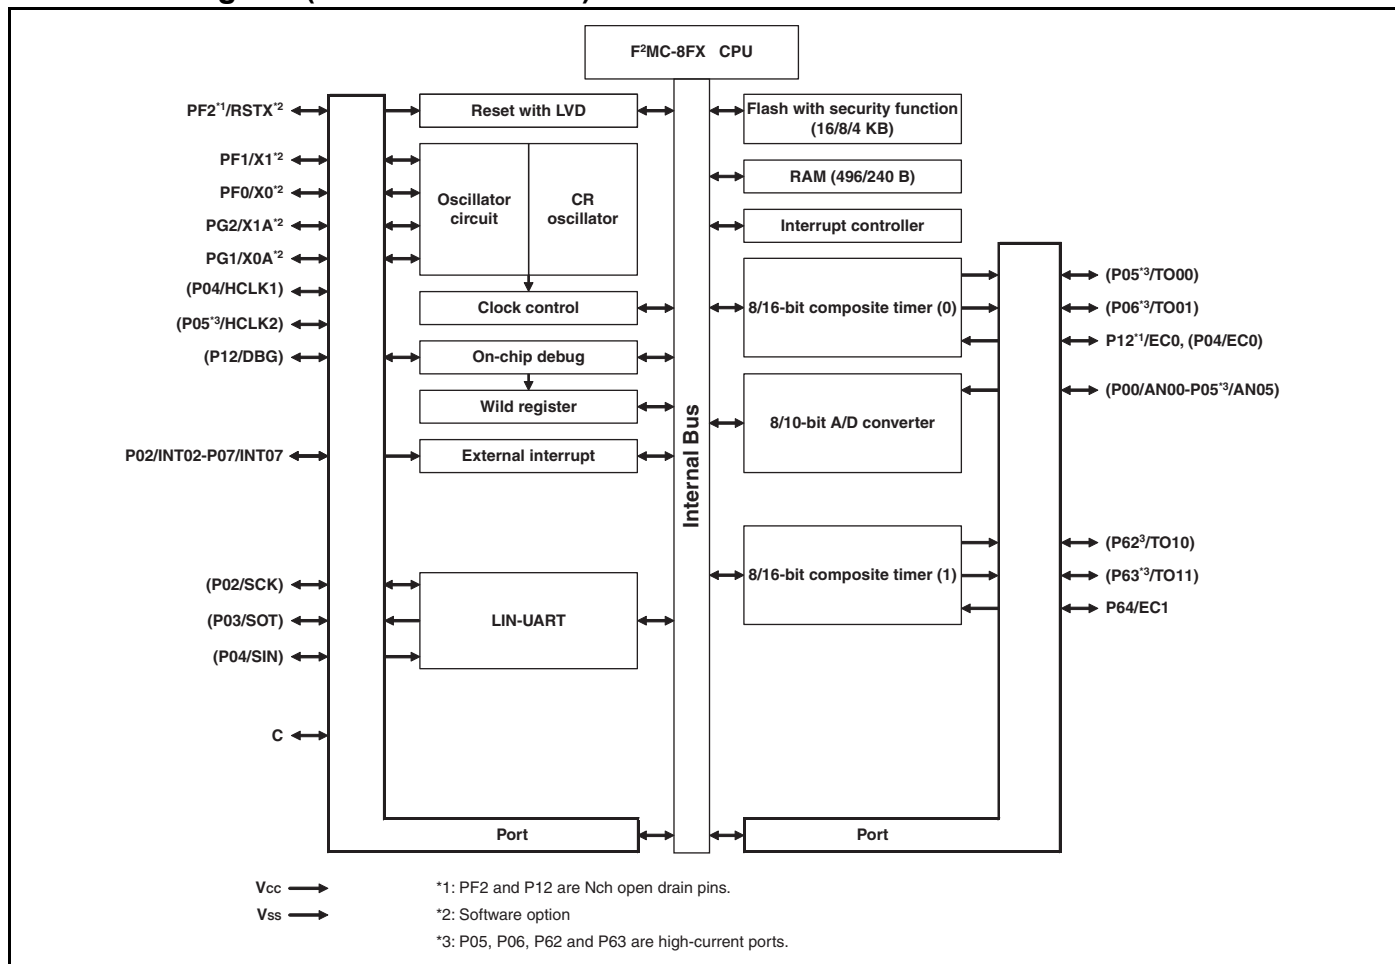 F²MC-8FX CPU
PF2*1/RSTX*2
Reset with LVD
Flash with security function
(16/8/4 KB)
PF1/X1*2
PF0/X0*2
PG2/X1A*2
PG1/X0A*2
Oscillator
circuit
CR
oscillator
RAM (496/240 B)
Interrupt controller
(P04/HCLK1)
(P05*3/HCLK2)
Clock control
8/16-bit composite timer (0)
(P05*3/TO00)
(P06*3/TO01)
P12*1/EC0, (P04/EC0)
(P12/DBG)
On-chip debug
Wild register
(P00/AN00-P05*3/AN05)
8/10-bit A/D converter
P02/INT02-P07/INT07
External interrupt
Internal Bus
(P62³/TO10)
(P63*3/TO11)
P64/EC1
8/16-bit composite timer (1)
(P02/SCK)
(P03/SOT)
(P04/SIN)
LIN-UART
C
Port
Port
Vcc
Vss
*1: PF2 and P12 are Nch open drain pins.
*2: Software option
*3: P05, P06, P62 and P63 are high-current ports.